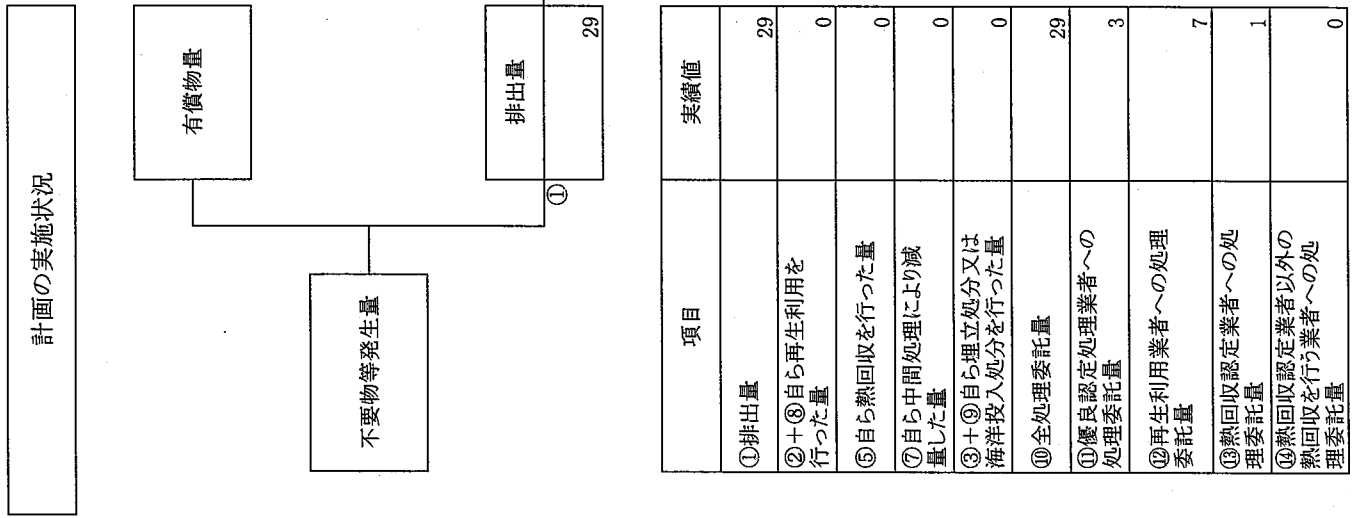 計画の実施状況
不要物等発生量
有償物量
排出量
①
29
項目
実績値
①排出量
29
②+⑧自ら再生利用を
行った量
0
⑤自ら熱回収を行った量
0
⑦自ら中間処理により減
量した量
0
③+⑨自ら埋立処分又は
海洋投入処分を行った量
0
⑩全処理委託量
29
⑪優良認定処理業者への
処理委託量
3
⑫再生利用業者への処理
委託量
7
⑬熱回収認定業者への処
理委託量
1
⑭熱回収認定業者以外の
熱回収を行う業者への処
理委託量
0